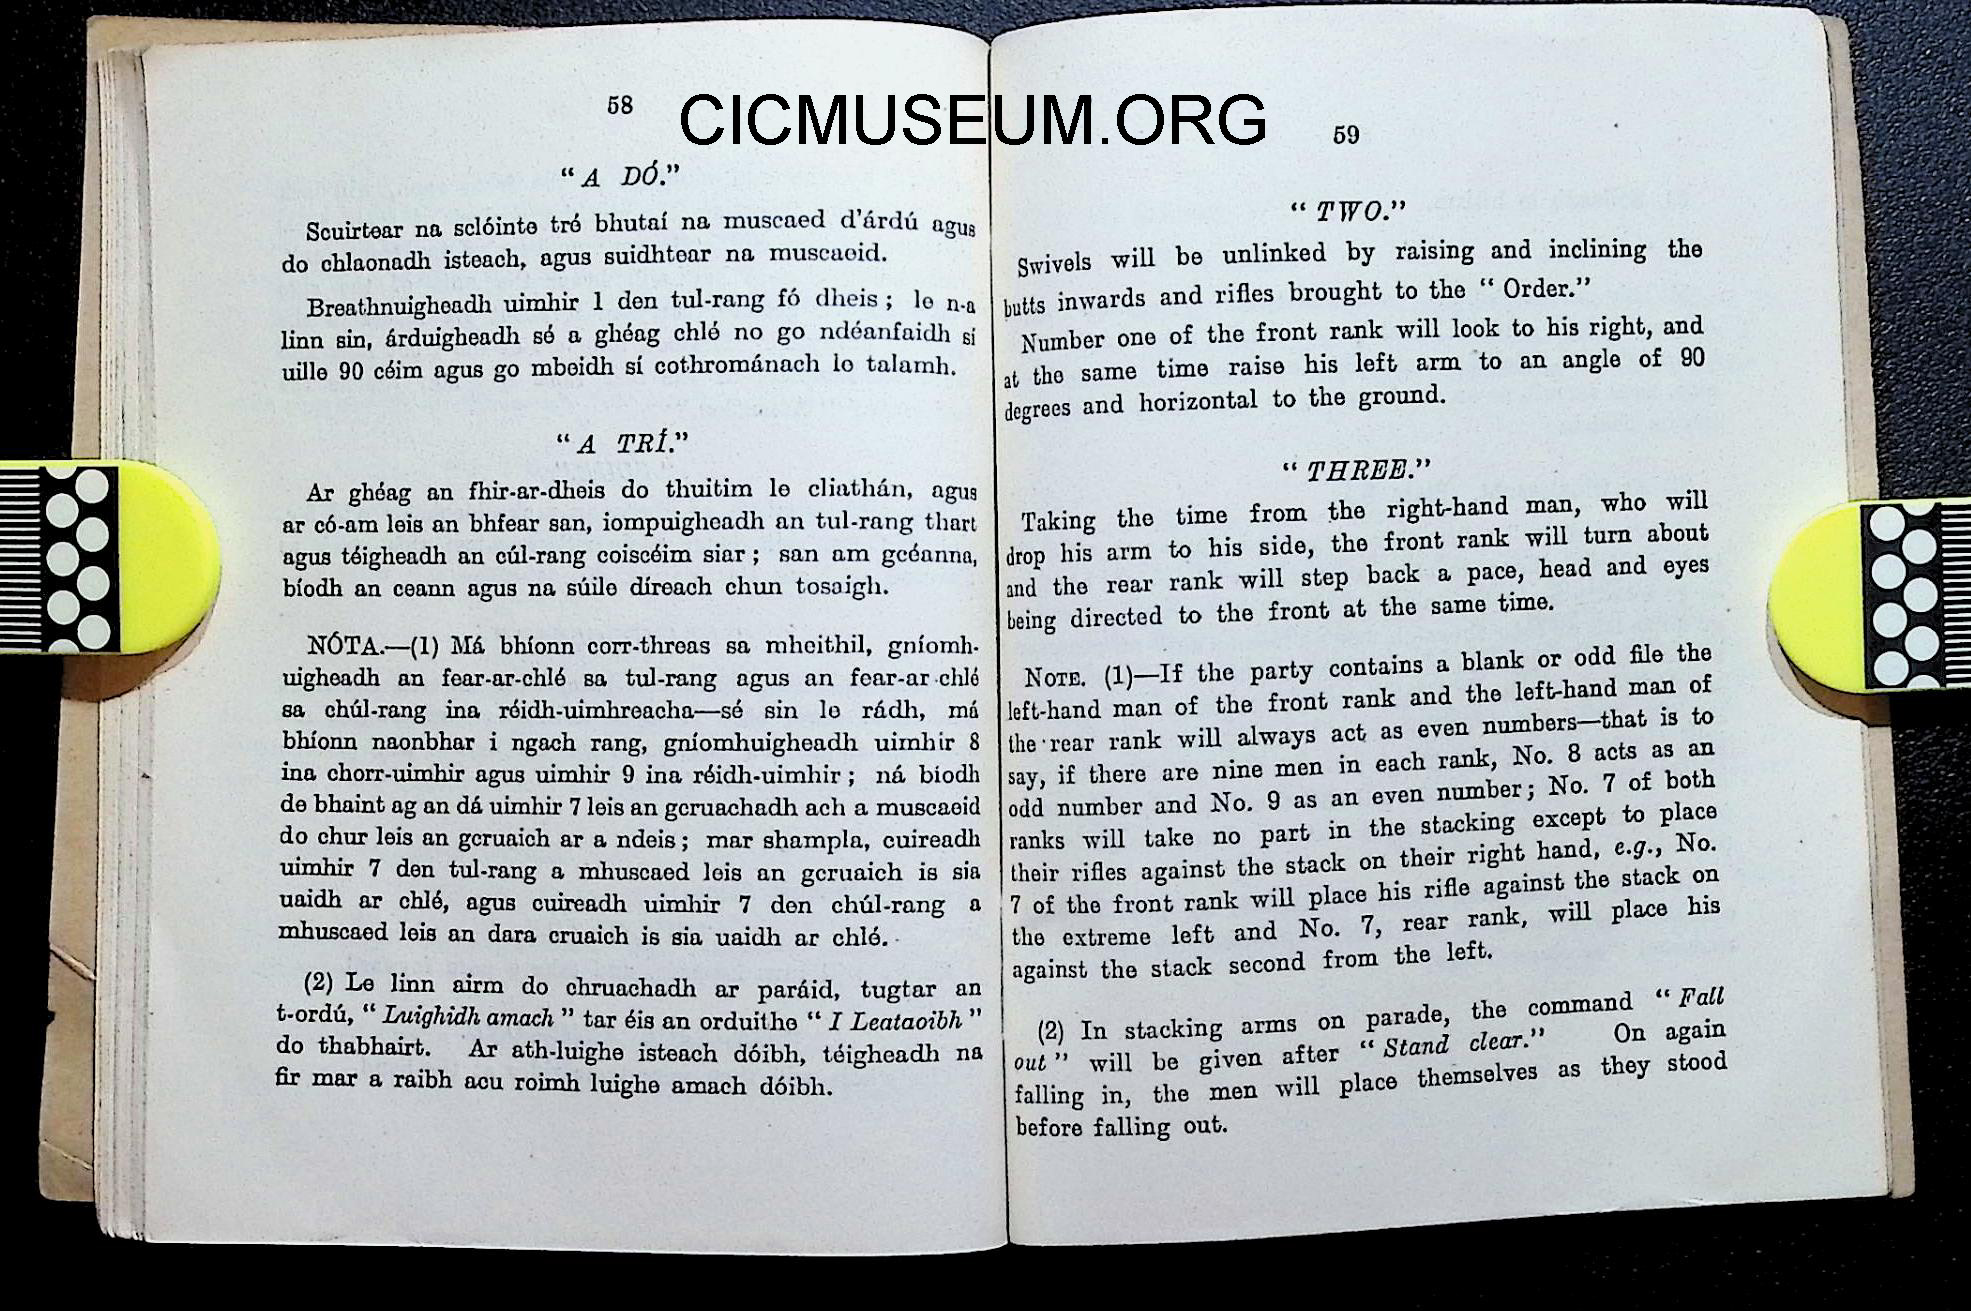 CICMUSEUM.ORG
58
“A DÓ.”
Scuirtear na sclóinte tré bhutaí na muscaed d'árdú agus
do chlaonadh isteach, agus suidhtear na muscaeid.
Breathnuigheadh uimhir 1 den tul-rang fó dheis; le n-a
linn sin, árduigheadh sé a ghéag chlé no go ndéanfaidh sí
uille 90 céim agus go mbeidh sí cothrománach le talamh.
“A TRÍ.”
Ar ghéag an fhir-ar-dheis do thuitim le cliathán, agus
ar có-am leis an bhfear san, iompuigheadh an tul-rang thart
agus téigheadh an cúl-rang coiscéim siar; san am gcéanna,
bíodh an ceann agus na súile díreach chun tosaigh.
NÓTA.—(1) Má bhíonn corr-threas sa mheithil, gníomh-
uigheadh an fear-ar-chlé sa tul-rang agus an fear-ar-chlé
sa chúl-rang ina réidh-uimhreacha—sé sin le rádh, má
bhíonn naonbhar i ngach rang, gníomhuigheadh uimhir 8
ina chorr-uimhir agus uimhir 9 ina réidh-uimhir; ná bíodh
de bhaint ag an dá uimhir 7 leis an gcruachadh ach a muscaeid
do chur leis an gcruaich ar a ndeis; mar shampla, cuireadh
uimhir 7 den tul-rang a mhuscaed leis an gcruaich is sia
uaidh ar chlé, agus cuireadh uimhir 7 den chúl-rang a
mhuscaed leis an dara cruaich is sia uaidh ar chlé.
(2) Le linn airm do chruachadh ar paráid, tugtar an
t-ordú, “Luighidh amach” tar éis an orduithe “I Leataoibh”
do thabhairt. Ar ath-luighe isteach dóibh, téigheadh na
fir mar a raibh acu roimh luighe amach dóibh.
59
“TWO.”
Swivels will be unlinked by raising and inclining the
butts inwards and rifles brought to the “Order.”
Number one of the front rank will look to his right, and
at the same time raise his left arm to an angle of 90
degrees and horizontal to the ground.
“THREE.”
Taking the time from the right-hand man, who will
drop his arm to his side, the front rank will turn about
and the rear rank will step back a pace, head and eyes
being directed to the front at the same time.
NOTE. (1)—If the party contains a blank or odd file the
left-hand man of the front rank and the left-hand man of
the rear rank will always act as even numbers—that is to
say, if there are nine men in each rank, No. 8 acts as an
odd number and No. 9 as an even number; No. 7 of both
ranks will take no part in the stacking except to place
their rifles against the stack on their right hand, e.g., No.
7 of the front rank will place his rifle against the stack on
the extreme left and No. 7, rear rank, will place his
against the stack second from the left.
(2) In stacking arms on parade, the command “Fall
out” will be given after “Stand clear.” On again
falling in, the men will place themselves as they stood
before falling out.